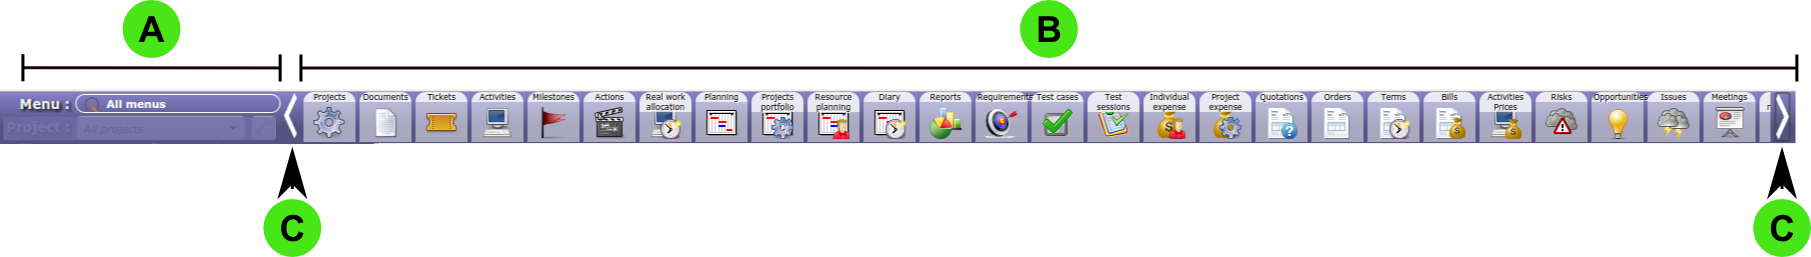 A
B
Menu : All menus
Project : All projects
Projects
Documents
Tickets
Activities
Milestones
Actions
Real work
allocation
Planning
Projects
portfolio
Resource
planning
Diary
Reports
Requirements
Test cases
Test
sessions
Individual
expense
Project
expense
Quotations
Orders
Terms
Bills
Activities
Prices
Risks
Opportunities
Issues
Meetings
C
C